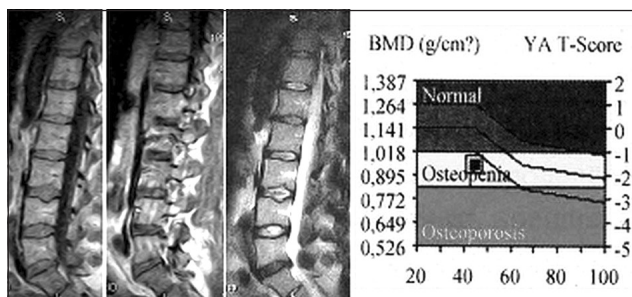 BMD (g/cm?) YA T-Score
1,387 2
1,264 Normal 1
1,141 0
1,018 -1
0,895 Osteopenia -2
0,772 -3
0,649 Osteoporosis -4
0,526 -5
20 40 60 80 100